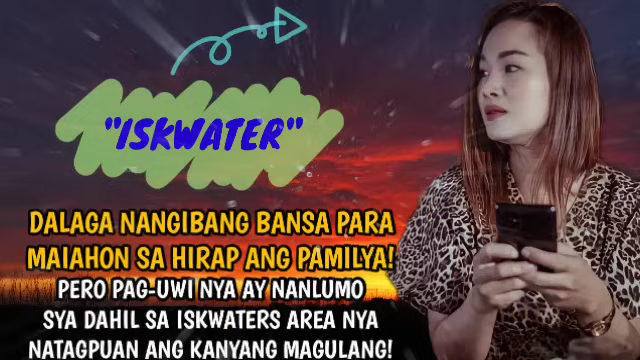 "ISKWATER"
DALAGA NANGIBANG BANSA PARA
MAIAHON SA HIRAP ANG PAMILYA!
PERO PAG-UWI NYA AY NANLUMO
SYA DAHIL SA ISKWATERS AREA NYA
NATAGPUAN ANG KANYANG MAGULANG!